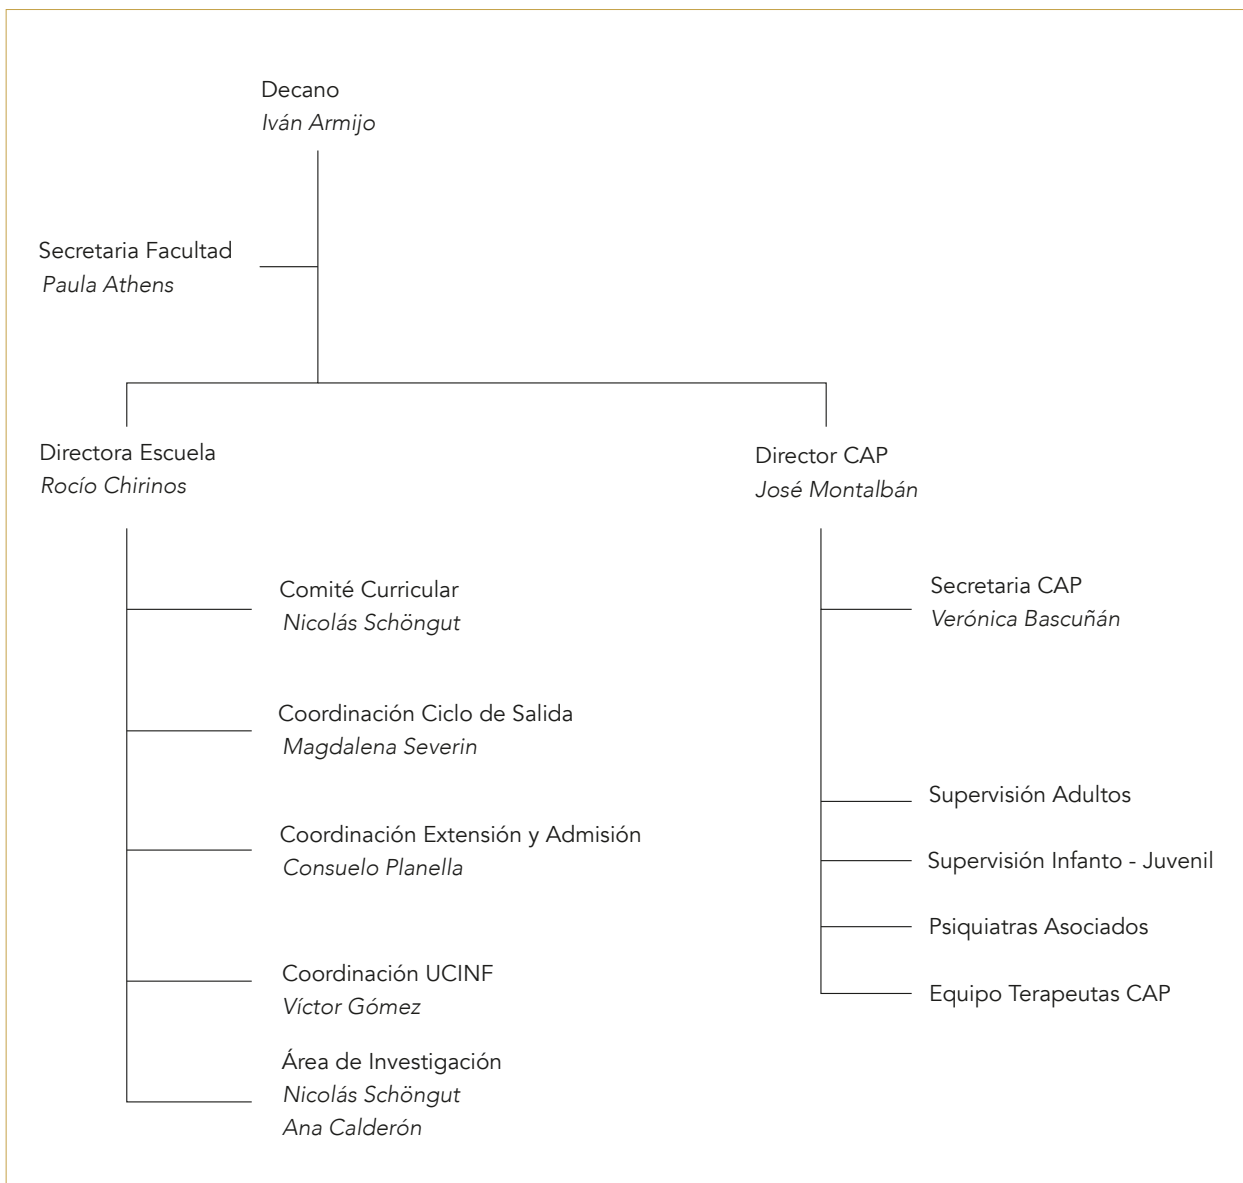 Decano
Iván Armijo
Secretaria Facultad
Paula Athens
Directora Escuela
Rocío Chirinos
Director CAP
José Montalbán
Comité Curricular
Nicolás Schöngut
Coordinación Ciclo de Salida
Magdalena Severin
Coordinación Extensión y Admisión
Consuelo Planella
Coordinación UCINF
Víctor Gómez
Área de Investigación
Nicolás Schöngut
Ana Calderón
Secretaria CAP
Verónica Bascuñán
Supervisión Adultos
Supervisión Infanto - Juvenil
Psiquiatras Asociados
Equipo Terapeutas CAP